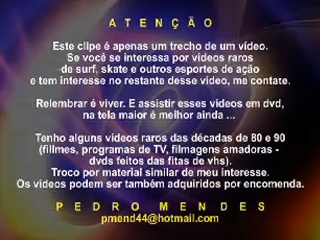 A T E N Ç Ã O
Este clipe é apenas um trecho de um vídeo.
Se você se interessa por vídeos raros
de surf, skate e outros esportes de ação
e tem interesse no restante desse vídeo, me contate.
Relembrar é viver. E assistir esses vídeos em dvd,
na tela maior è melhor ainda ...
Tenho alguns vídeos raros das décadas de 80 e 90
(fillmes, programas de TV, filmagens amadoras -
dvds feitos das fitas de vhs).
Troco por material similar de meu interesse.
Os vídeos podem ser também adquiridos por encomenda.
P E D R O M E N D E S
pmend44@hotmail.com